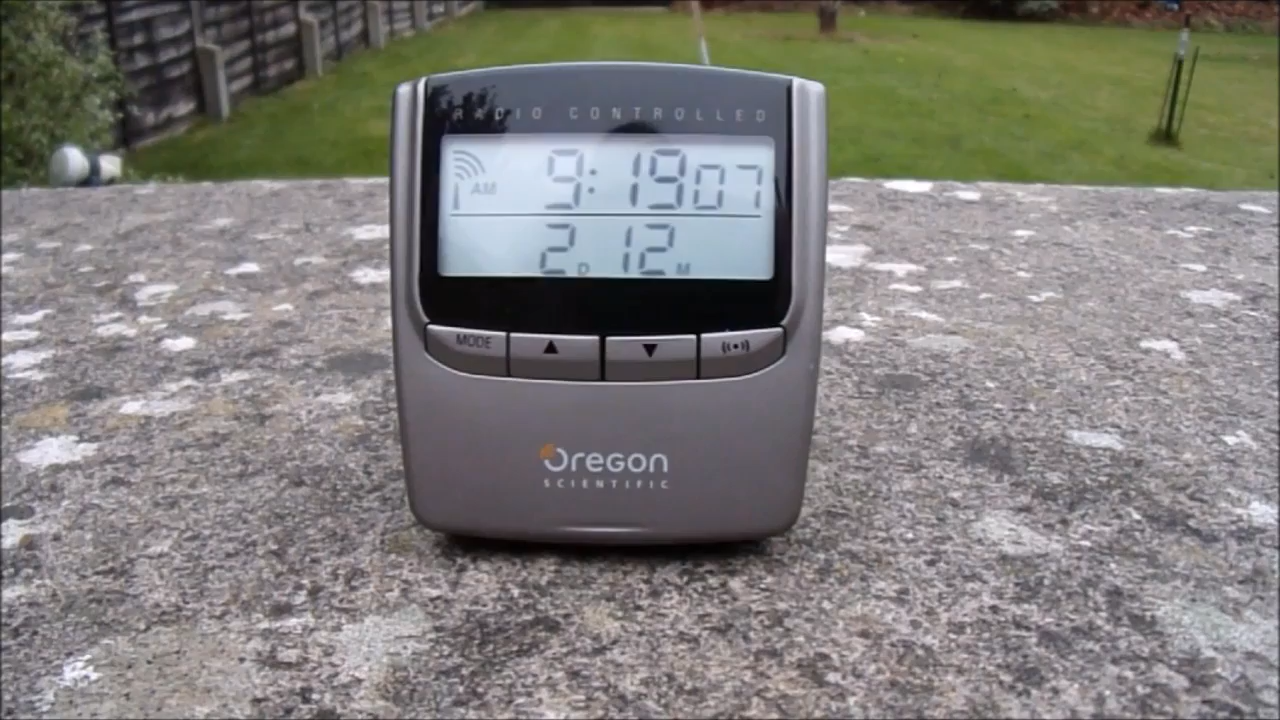 RADIO CONTROLLED
AM 9:19 07
2 D 12 M
MODE
Oregon
SCIENTIFIC